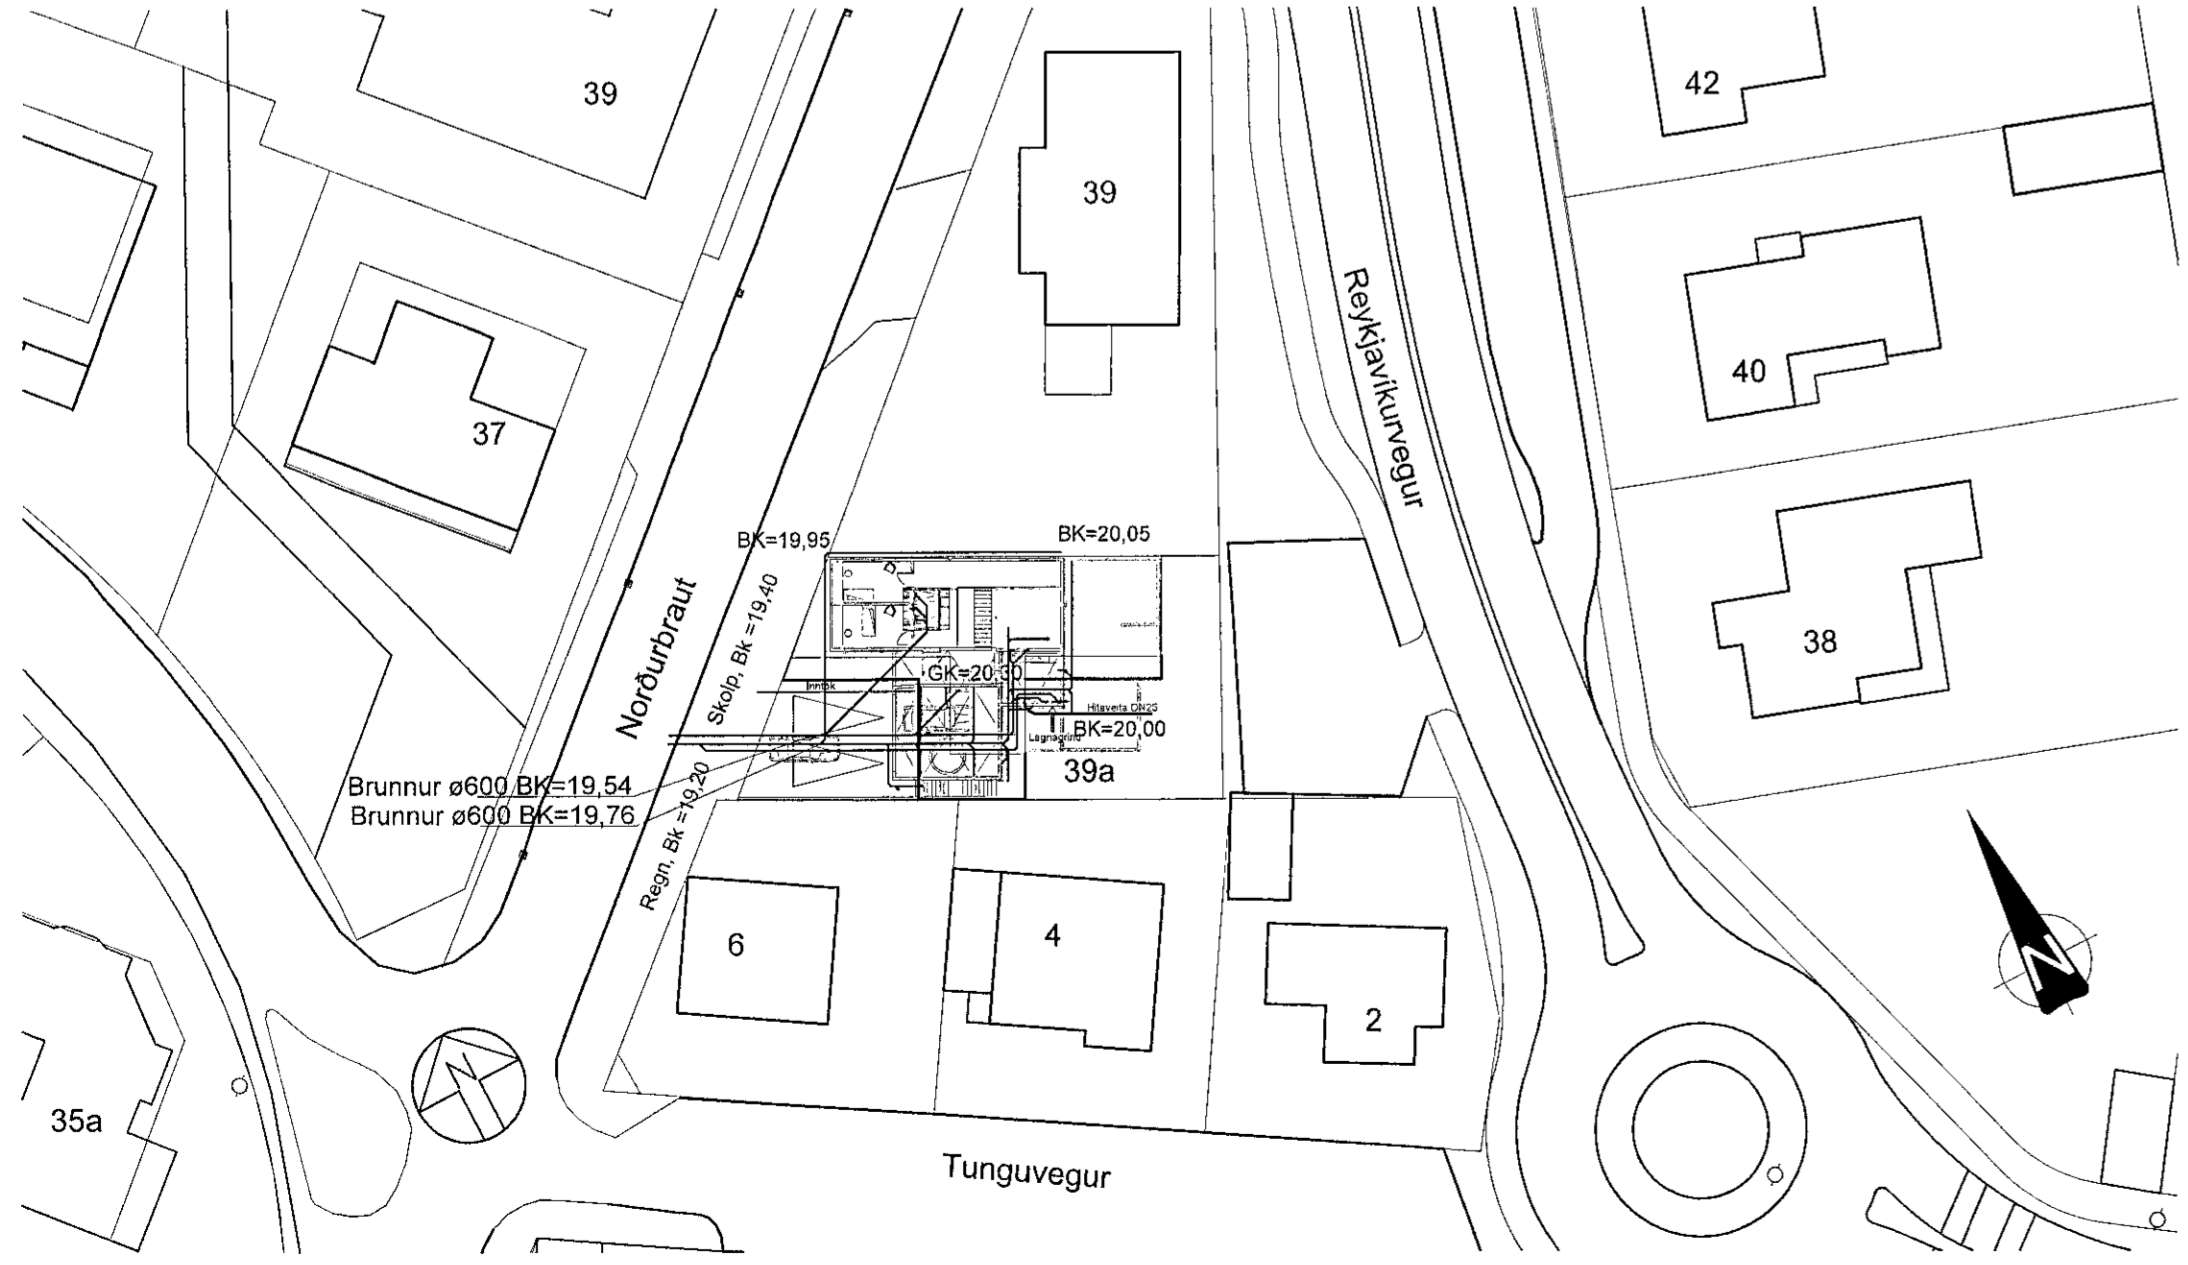 39
42
39
40
37
Reykjavíkurvegur
BK=19,95
BK=20,05
Norðurbraut
Skolp, Bk =19,40
38
GK=20,30
Inntök
Hitaveita DN25
BK=20,00
Lagnagrind
39a
Brunnur ø600 BK=19,54
Brunnur ø600 BK=19,76
Regn, Bk =19,20
6
4
2
N
35a
Tunguvegur